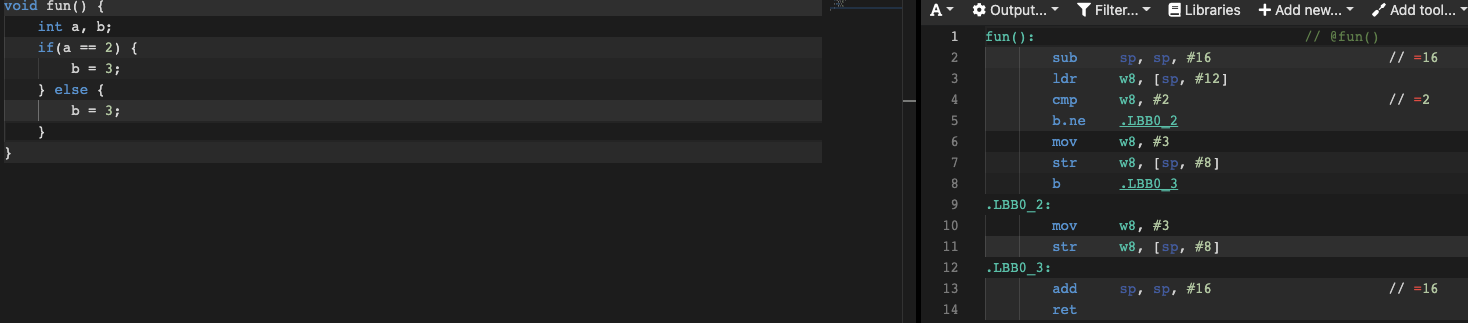 void fun() {
    int a, b;
    if(a == 2) {
        b = 3;
    } else {
        b = 3;
    }
}
A Output... Filter... Libraries + Add new... Add tool...
1 fun(): // @fun()
2 sub sp, sp, #16 // =16
3 ldr w8, [sp, #12]
4 cmp w8, #2 // =2
5 b.ne .LBB0_2
6 mov w8, #3
7 str w8, [sp, #8]
8 b .LBB0_3
9 .LBB0_2:
10 mov w8, #3
11 str w8, [sp, #8]
12 .LBB0_3:
13 add sp, sp, #16 // =16
14 ret